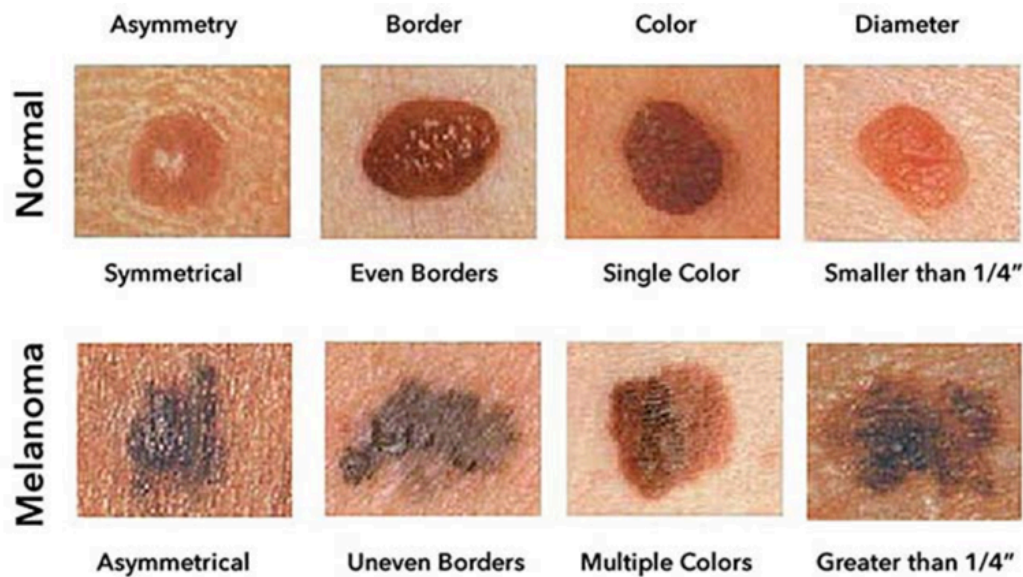 Asymmetry Border Color Diameter
Normal
Symmetrical Even Borders Single Color Smaller than 1/4”
Melanoma
Asymmetrical Uneven Borders Multiple Colors Greater than 1/4”